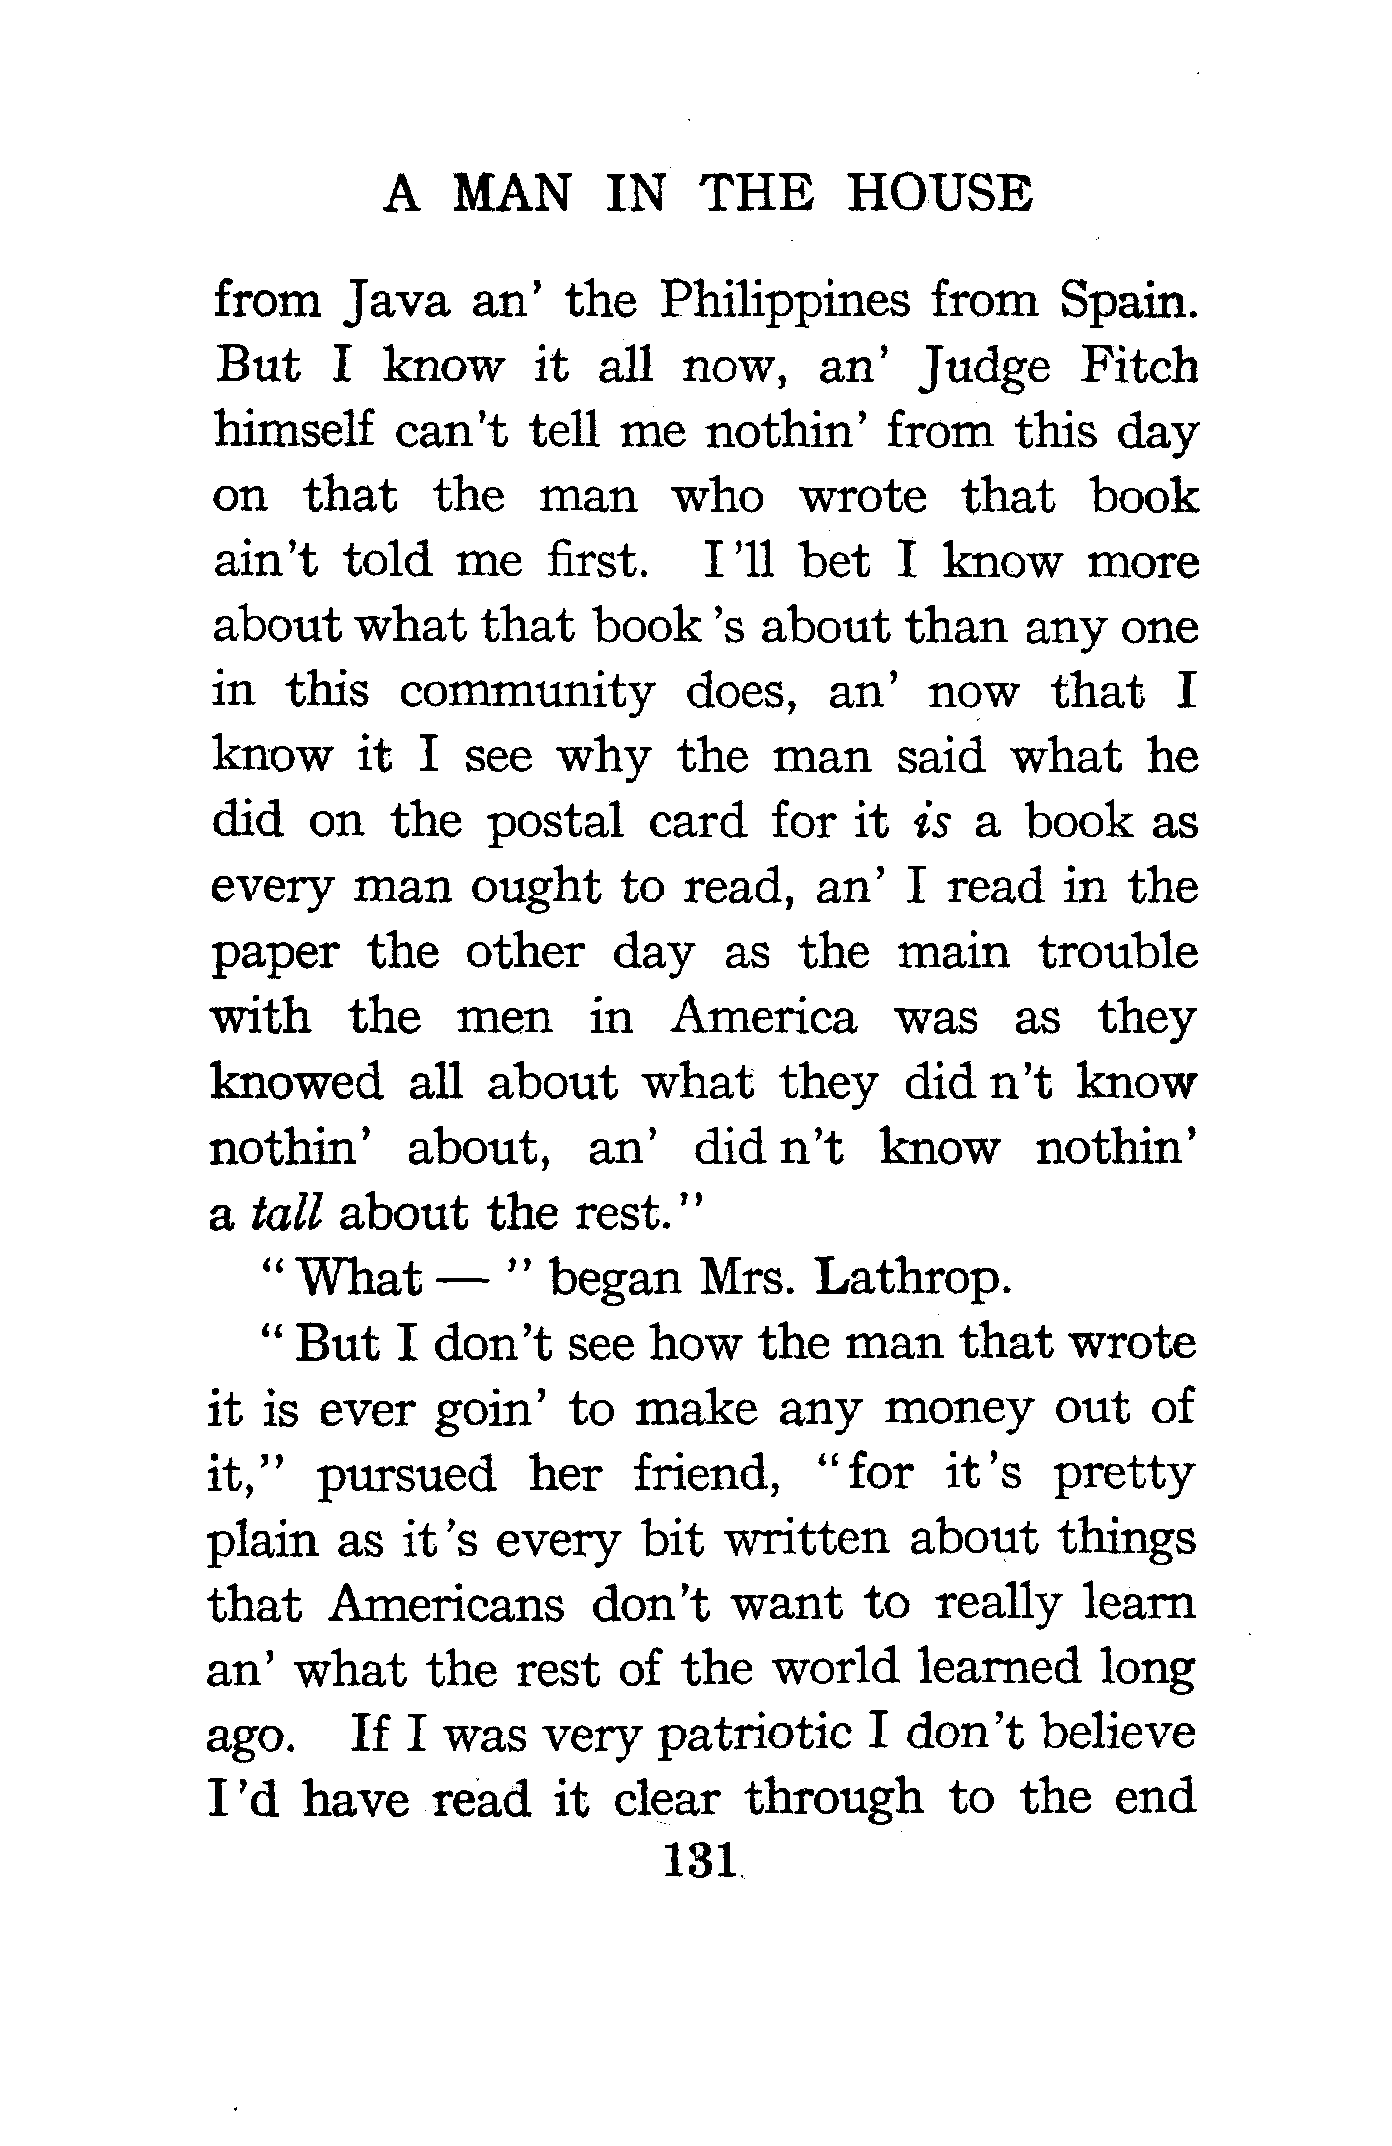 A MAN IN THE HOUSE
from Java an' the Philippines from Spain.
But I know it all now, an' Judge Fitch
himself can't tell me nothin' from this day
on that the man who wrote that book
ain't told me first. I 'll bet I know more
about what that book 's about than any one
in this community does, an' now that I
know it I see why the man said what he
did on the postal card for it is a book as
every man ought to read, an' I read in the
paper the other day as the main trouble
with the men in America was as they
knowed all about what they did n't know
nothin' about, an' did n't know nothin'
a tall about the rest."
"What — " began Mrs. Lathrop.
"But I don't see how the man that wrote
it is ever goin' to make any money out of
it," pursued her friend, "for it 's pretty
plain as it 's every bit written about things
that Americans don't want to really learn
an' what the rest of the world learned long
ago. If I was very patriotic I don't believe
I 'd have read it clear through to the end
131